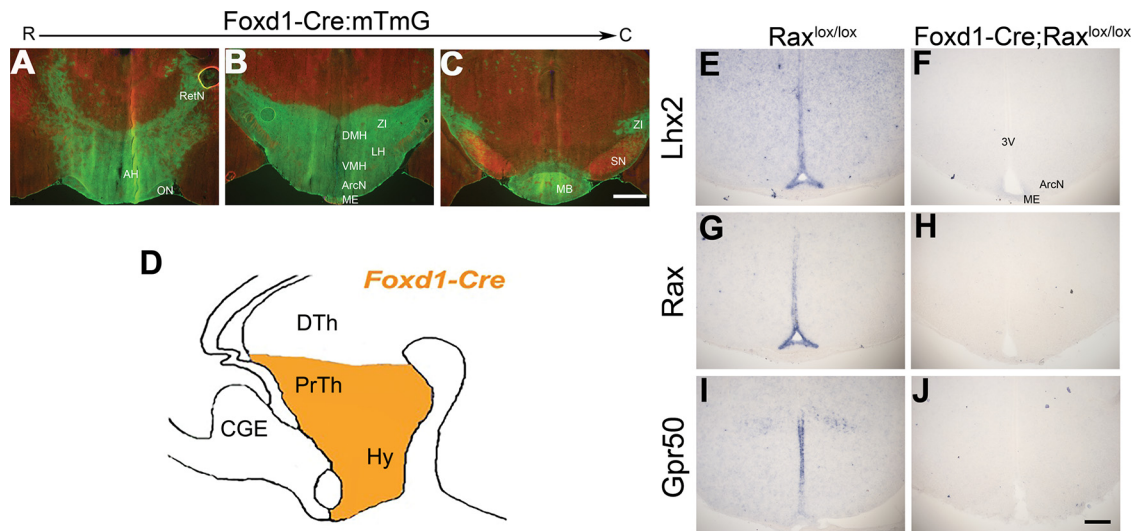 Foxd1-Cre:mTmG
R C
A
RetN
AH
ON
B
ZI
DMH
LH
VMH
ArcN
ME
C
ZI
SN
MB
D
Foxd1-Cre
DTh
PrTh
CGE
Hy
Rax lox/lox
Foxd1-Cre;Rax lox/lox
Lhx2
E
F
3V
ArcN
ME
Rax
G
H
Gpr50
I
J